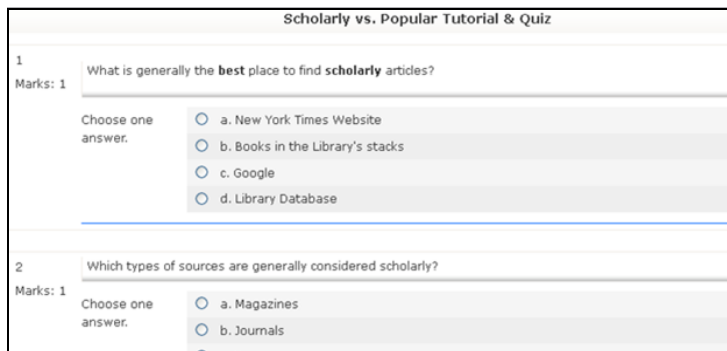 Scholarly vs. Popular Tutorial & Quiz
1
Marks: 1
What is generally the best place to find scholarly articles?
Choose one
answer.
a. New York Times Website
b. Books in the Library's stacks
c. Google
d. Library Database
2
Marks: 1
Which types of sources are generally considered scholarly?
Choose one
answer.
a. Magazines
b. Journals